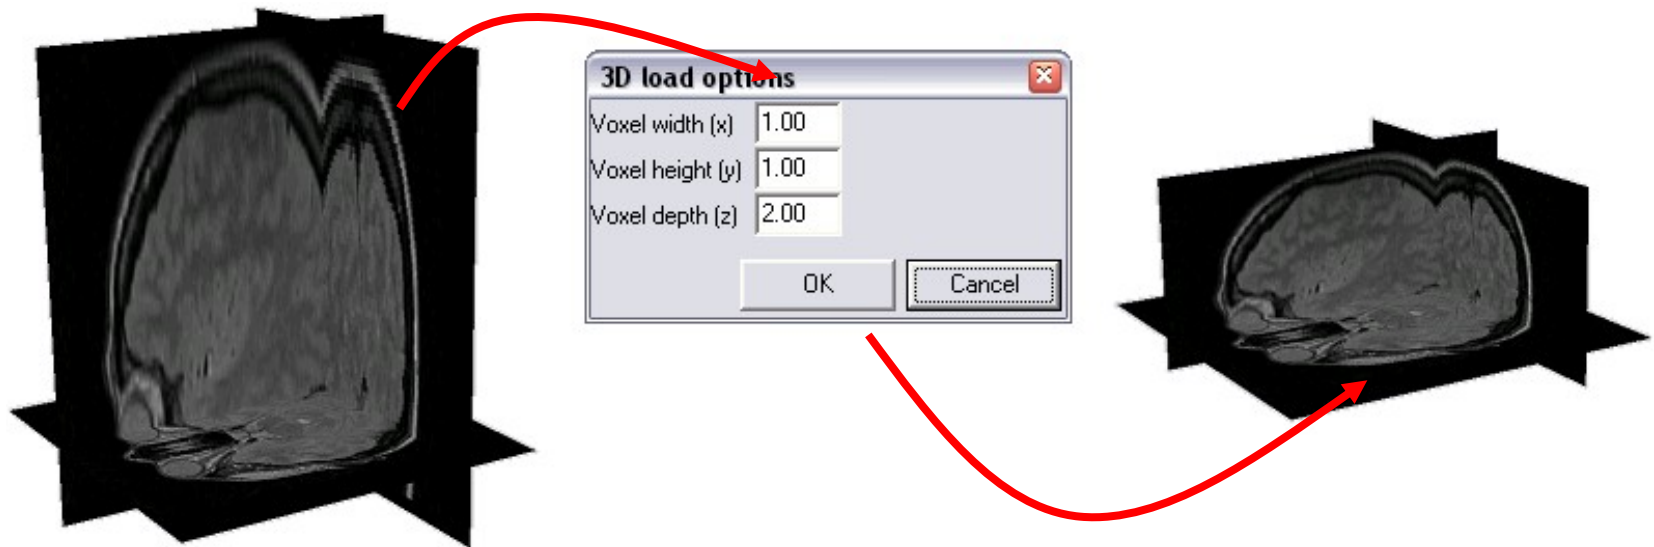 3D load options
Voxel width (x) 1.00
Voxel height (y) 1.00
Voxel depth (z) 2.00
OK Cancel